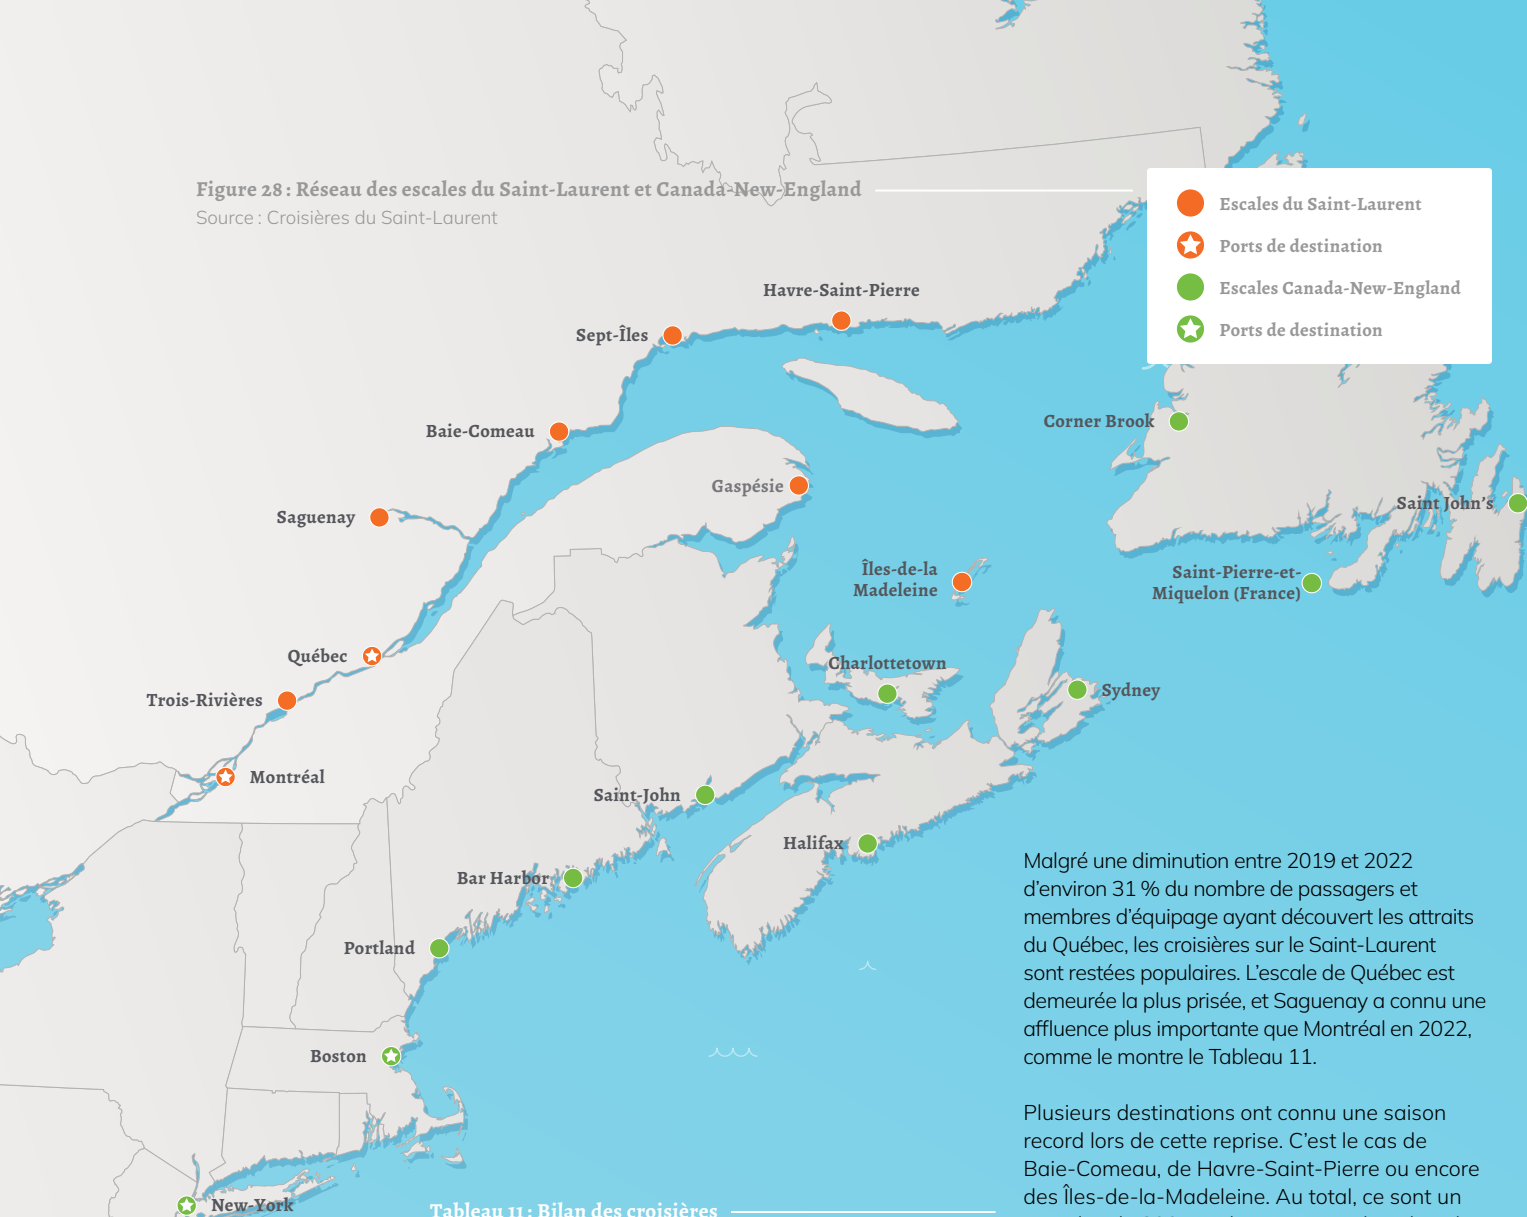 Figure 28 : Réseau des escales du Saint-Laurent et Canada-New-England
Source : Croisières du Saint-Laurent
Escales du Saint-Laurent
Ports de destination
Escales Canada-New-England
Ports de destination
Havre-Saint-Pierre
Sept-Îles
Baie-Comeau
Corner Brook
Gaspésie
Saint John’s
Saguenay
Îles-de-la
Madeleine
Saint-Pierre-et-
Miquelon (France)
Québec
Charlottetown
Trois-Rivières
Sydney
Montréal
Saint-John
Halifax
Bar Harbor
Portland
Boston
New-York
Malgré une diminution entre 2019 et 2022
d’environ 31 % du nombre de passagers et
membres d’équipage ayant découvert les attraits
du Québec, les croisières sur le Saint-Laurent
sont restées populaires. L’escale de Québec est
demeurée la plus prisée, et Saguenay a connu une
affluence plus importante que Montréal en 2022,
comme le montre le Tableau 11.
Plusieurs destinations ont connu une saison
record lors de cette reprise. C’est le cas de
Baie-Comeau, de Havre-Saint-Pierre ou encore
des Îles-de-la-Madeleine. Au total, ce sont un
Tableau 11 : Bilan des croisières